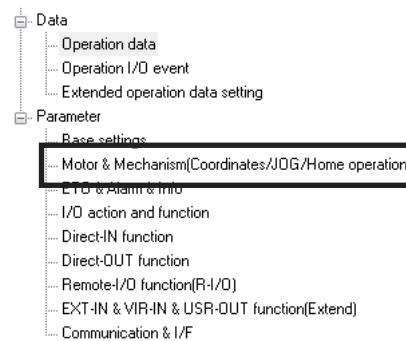 Data
Operation data
Operation I/O event
Extended operation data setting
Parameter
Base settings
Motor & Mechanism(Coordinates/JOG/Home operation
ETO & Alarm & Info
I/O action and function
Direct-IN function
Direct-OUT function
Remote-I/O function(R-I/O)
EXT-IN & VIR-IN & USR-OUT function(Extend)
Communication & I/F